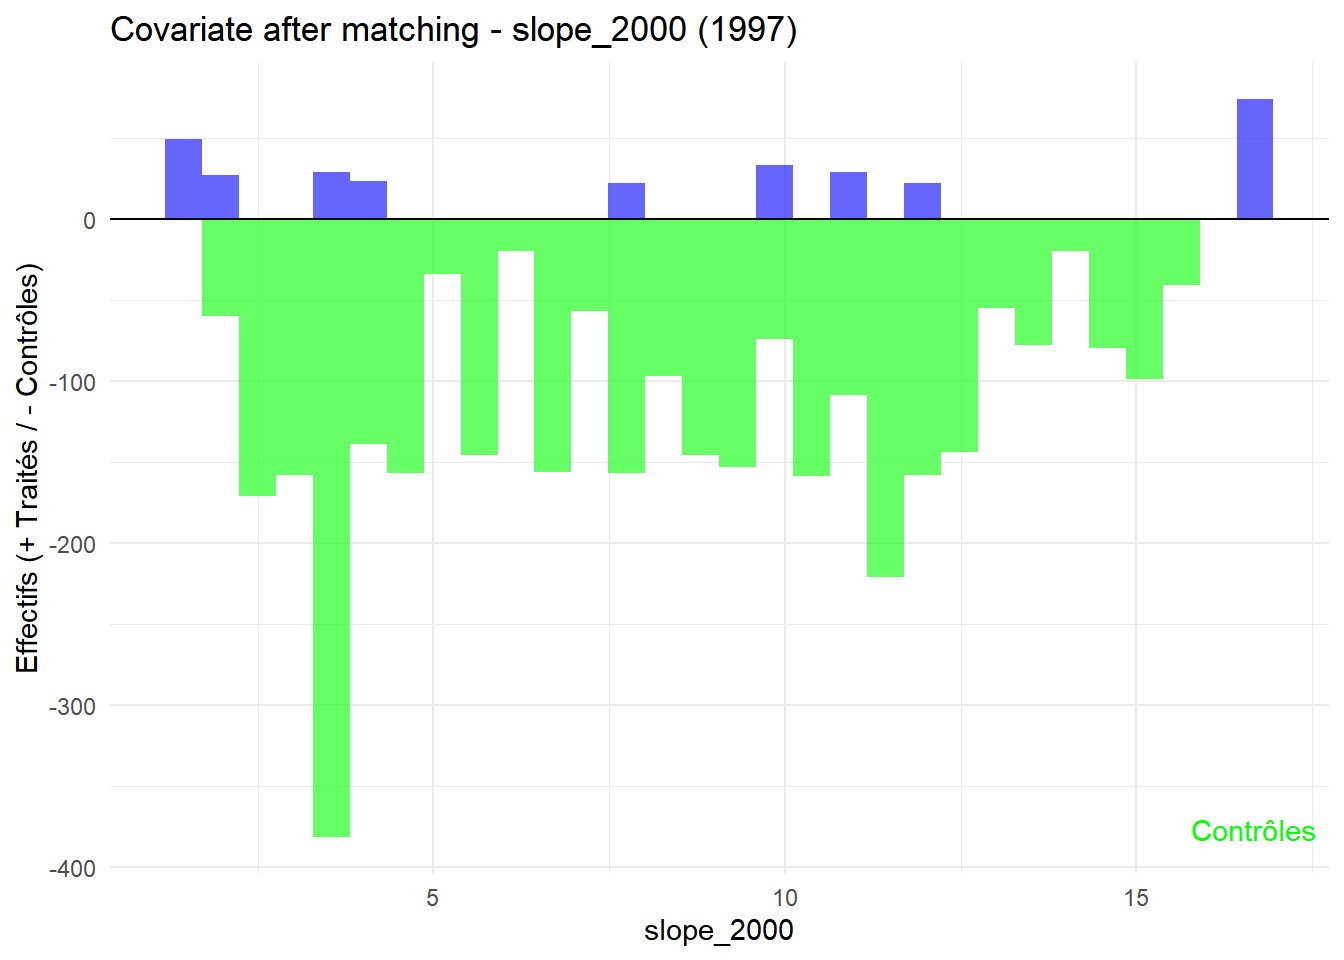 Covariate after matching - slope_2000 (1997)
Effectifs (+ Traités / - Contrôles)
0
-100
-200
-300
-400
Contrôles
5
10
15
slope_2000